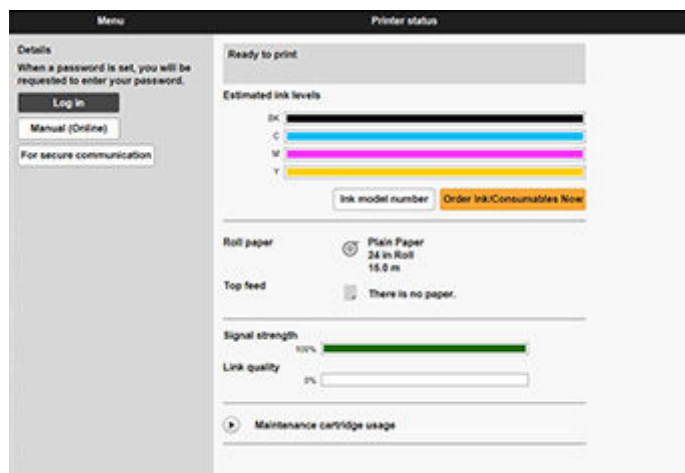 Menu
Printer status
Details
When a password is set, you will be
requested to enter your password.
Log in
Manual (Online)
For secure communication
Ready to print
Estimated ink levels
BK
C
M
Y
Ink model number
Order Ink/Consumables Now
Roll paper
Plain Paper
24 in Roll
15.0 m
Top feed
There is no paper.
Signal strength
100%
Link quality
0%
Maintenance cartridge usage